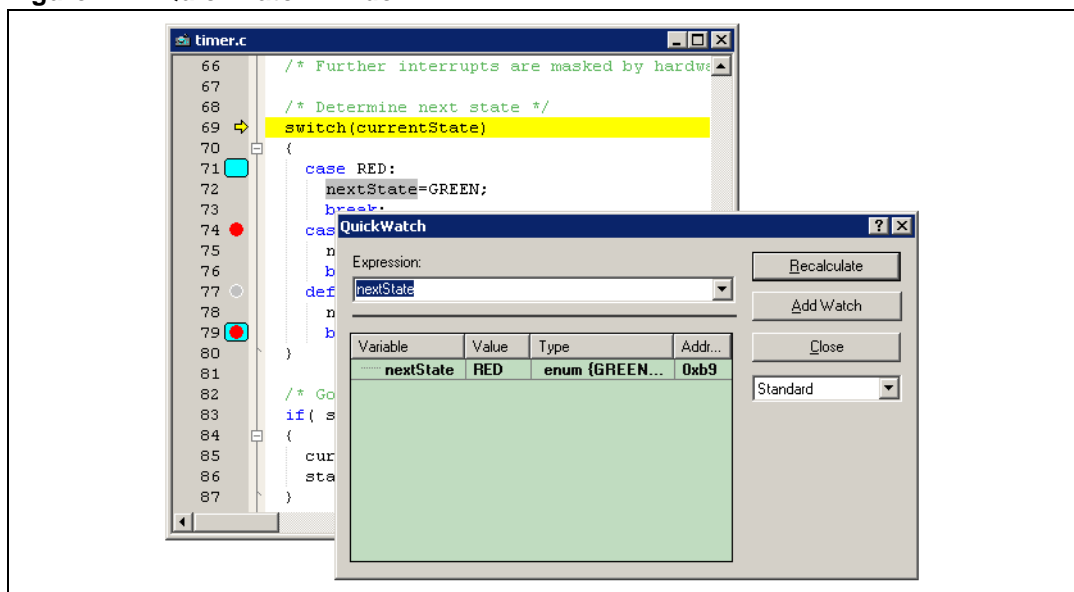 timer.c
66 /* Further interrupts are masked by hardwa
67
68 /* Determine next state */
69 switch(currentState)
70 {
71 case RED:
72 nextState=GREEN;
73 break;
74 cas
75 n
76 b
77 def
78 n
79 b
80 }
81
82 /* Go
83 if( s
84 {
85 cur
86 sta
87 }
QuickWatch
Expression:
nextState
Variable Value Type Addr...
nextState RED enum {GREEN... 0xb9
Recalculate
Add Watch
Close
Standard